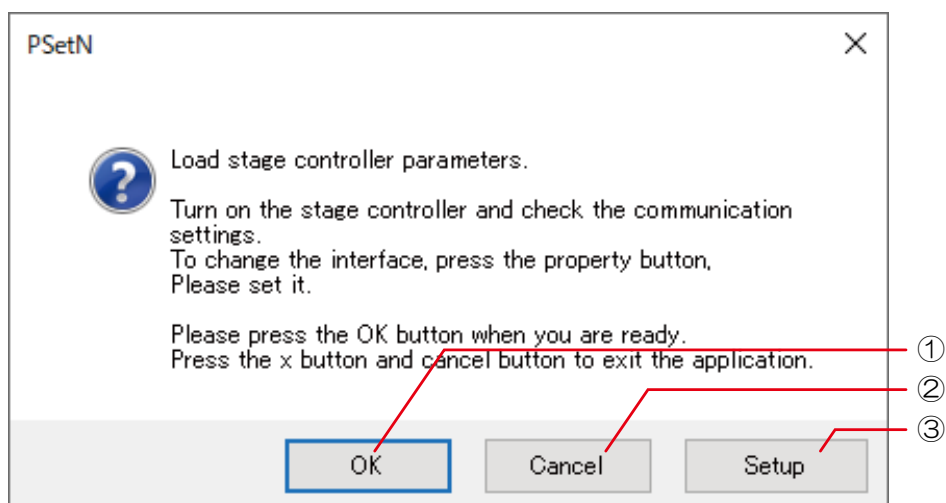 PSetN
Load stage controller parameters.
Turn on the stage controller and check the communication
settings.
To change the interface, press the property button,
Please set it.
Please press the OK button when you are ready.
Press the x button and cancel button to exit the application.
①
②
③
OK
Cancel
Setup